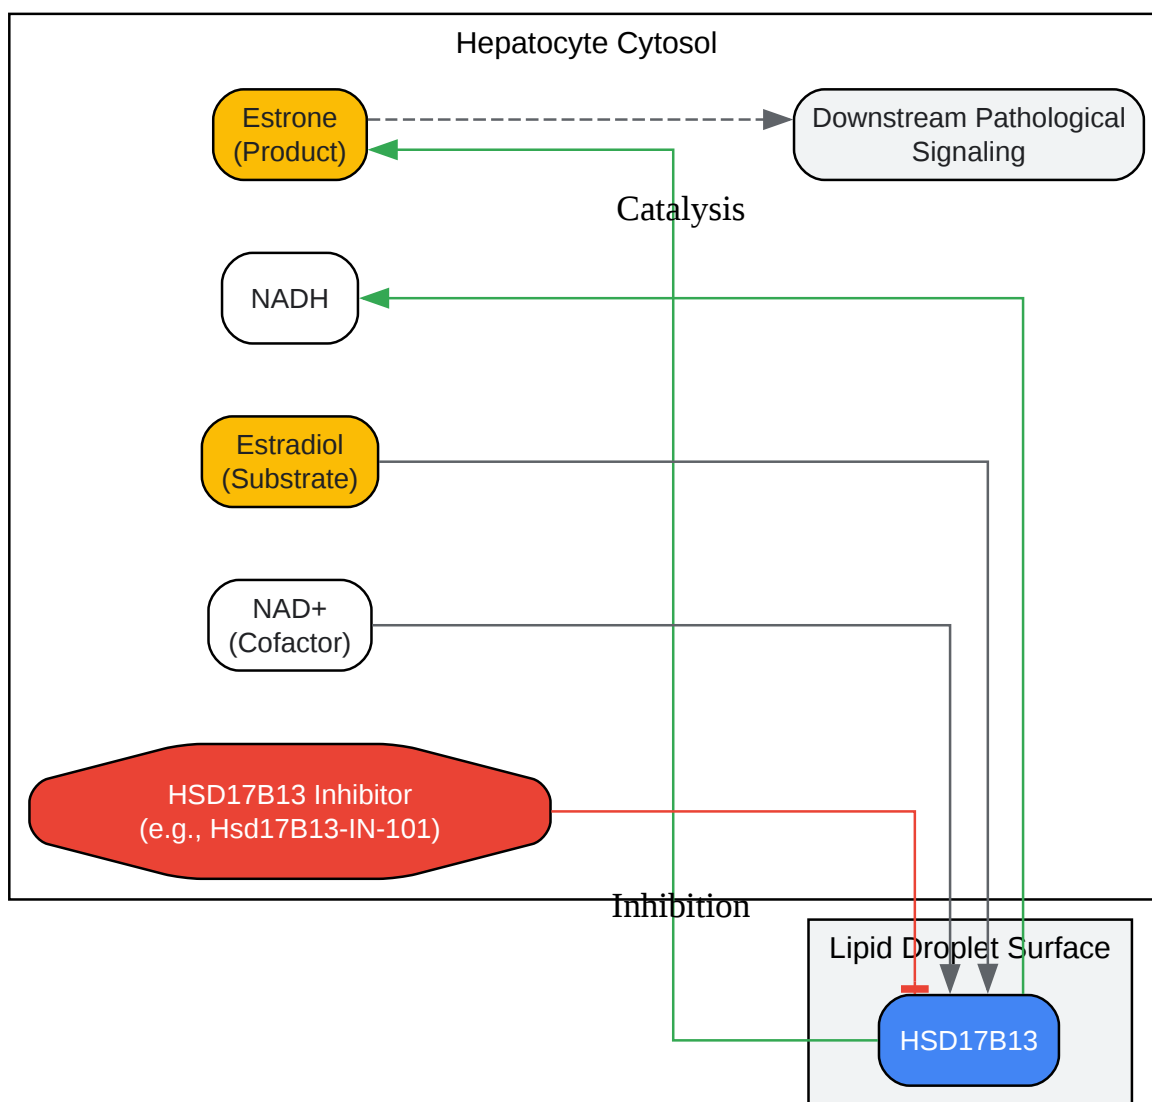 Hepatocyte Cytosol
Estrone
(Product)
Downstream Pathological
Signaling
Catalysis
NADH
Estradiol
(Substrate)
NAD+
(Cofactor)
HSD17B13 Inhibitor
(e.g., Hsd17B13-IN-101)
Inhibition
Lipid Droplet Surface
HSD17B13